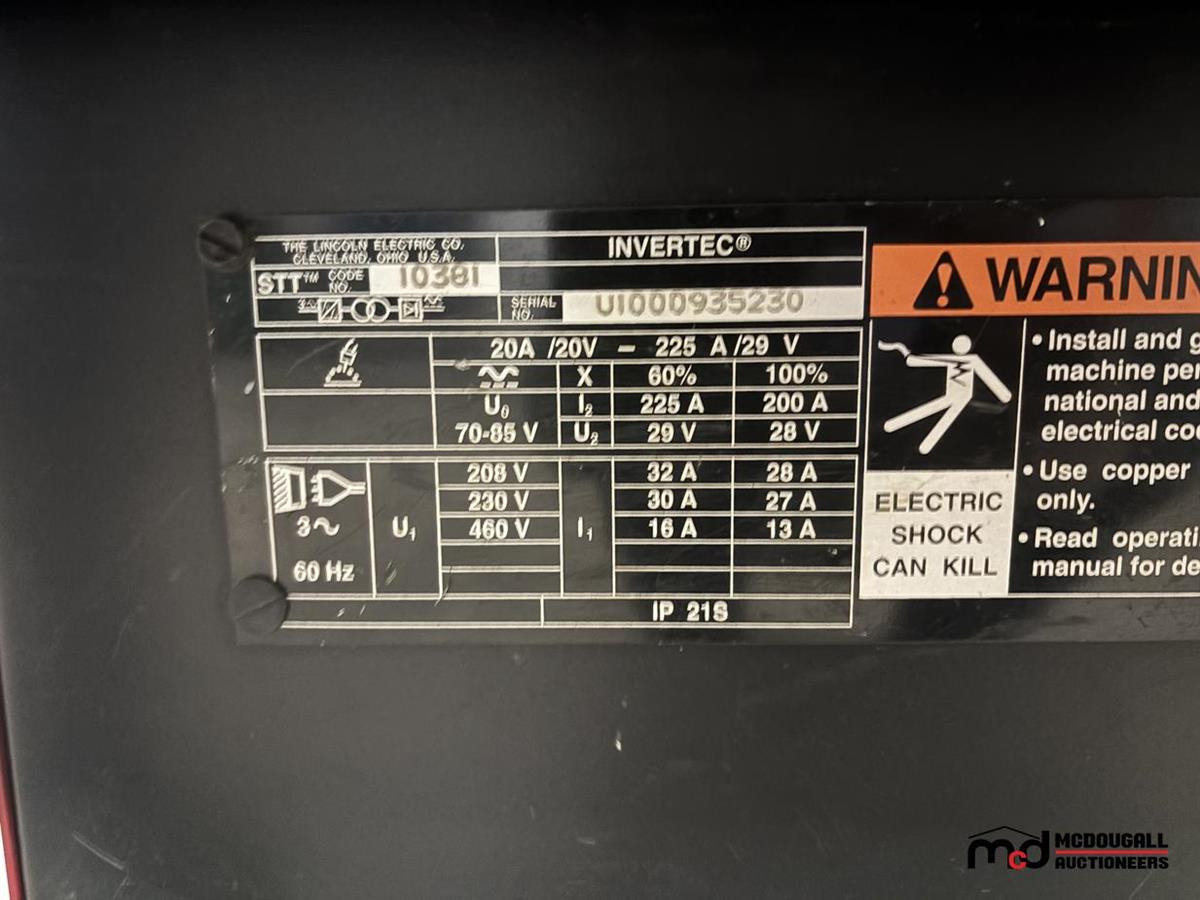 THE LINCOLN ELECTRIC CO.
CLEVELAND, OHIO U.S.A.
INVERTEC®
STT™ CODE NO. 10381
3~
SERIAL NO. U1000935230
20A /20V – 225 A /29 V
X 60% 100%
U0 I2 225 A 200 A
70-85 V U2 29 V 28 V
208 V 32 A 28 A
230 V 30 A 27 A
3~ U1 460 V I1 16 A 13 A
60 Hz
IP 21S
WARNIN
• Install and g
machine per
national and
electrical co
• Use copper
only.
• Read operati
manual for de
ELECTRIC
SHOCK
CAN KILL
mcd MCDOUGALL
AUCTIONEERS